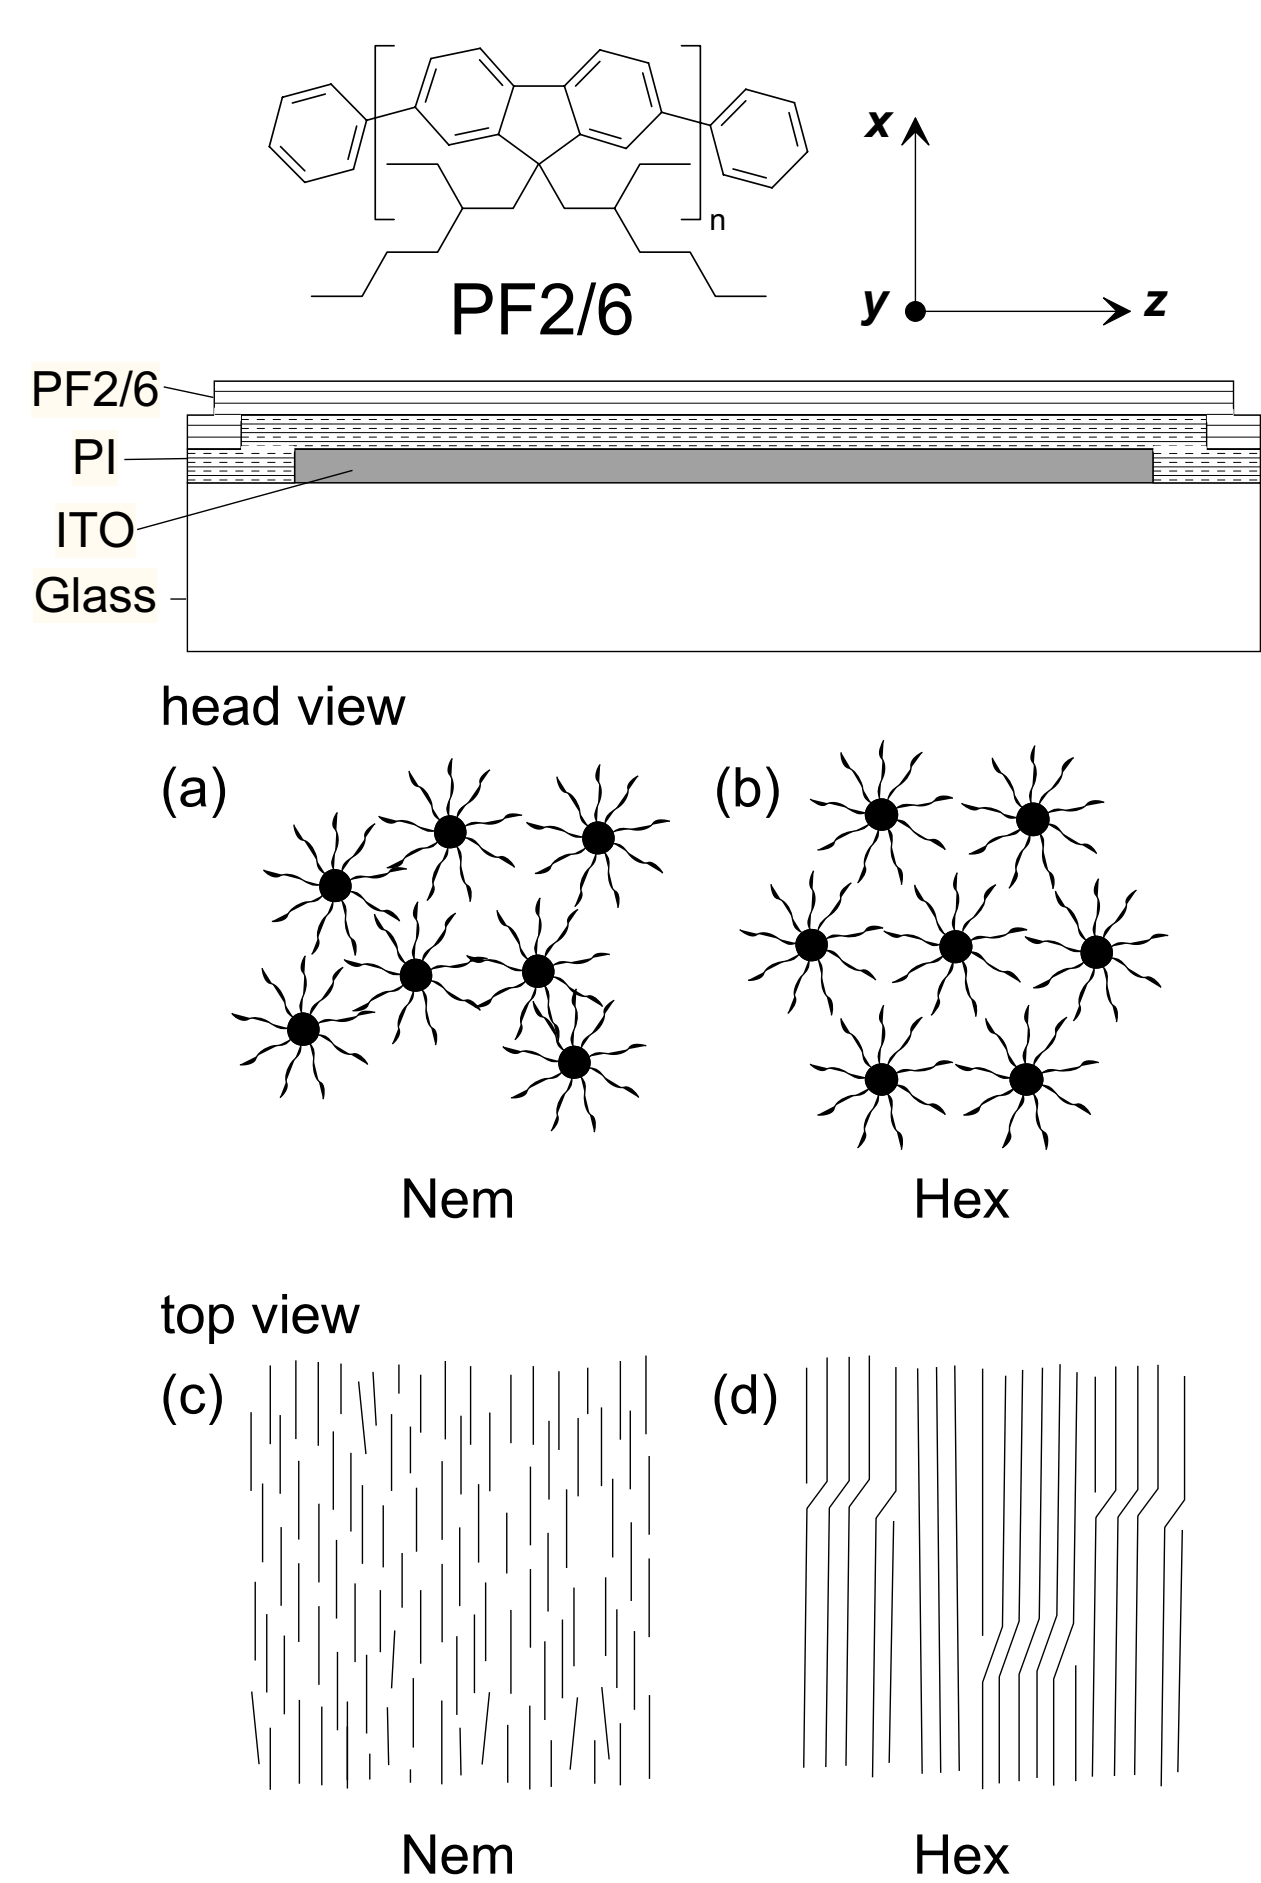 n
PF2/6
x
y
z
PF2/6
PI
ITO
Glass
head view
(a)
(b)
Nem
Hex
top view
(c)
(d)
Nem
Hex